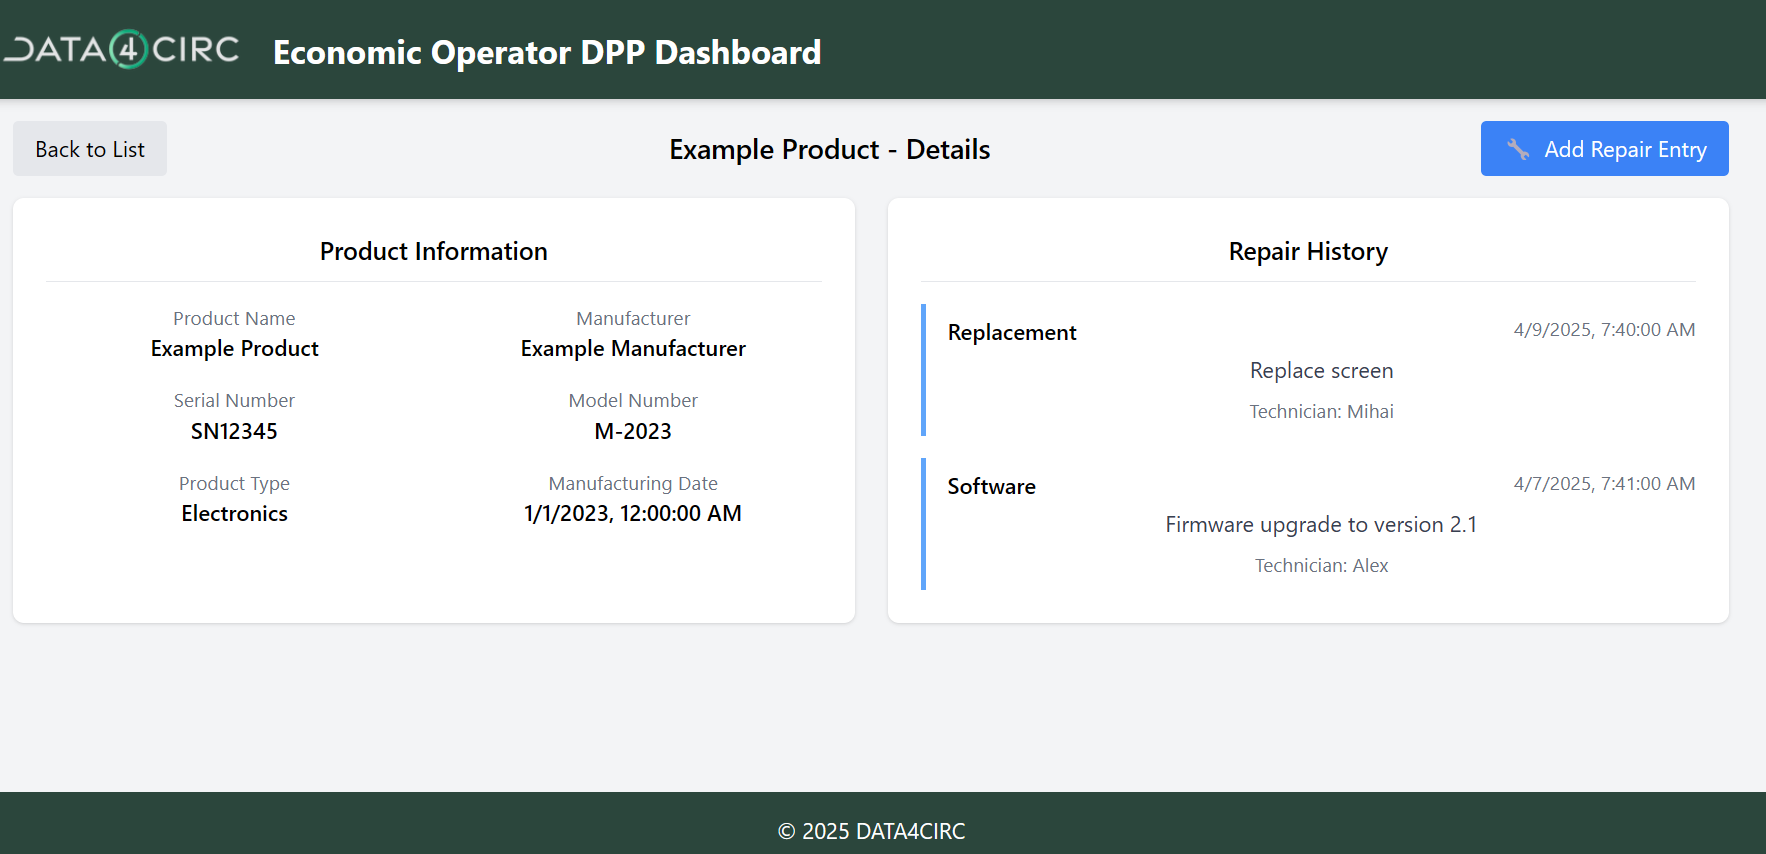 DATA4CIRC
Economic Operator DPP Dashboard
Back to List
Example Product - Details
Add Repair Entry
Product Information
Product Name
Example Product
Manufacturer
Example Manufacturer
Serial Number
SN12345
Model Number
M-2023
Product Type
Electronics
Manufacturing Date
1/1/2023, 12:00:00 AM
Repair History
Replacement
4/9/2025, 7:40:00 AM
Replace screen
Technician: Mihai
Software
4/7/2025, 7:41:00 AM
Firmware upgrade to version 2.1
Technician: Alex
© 2025 DATA4CIRC